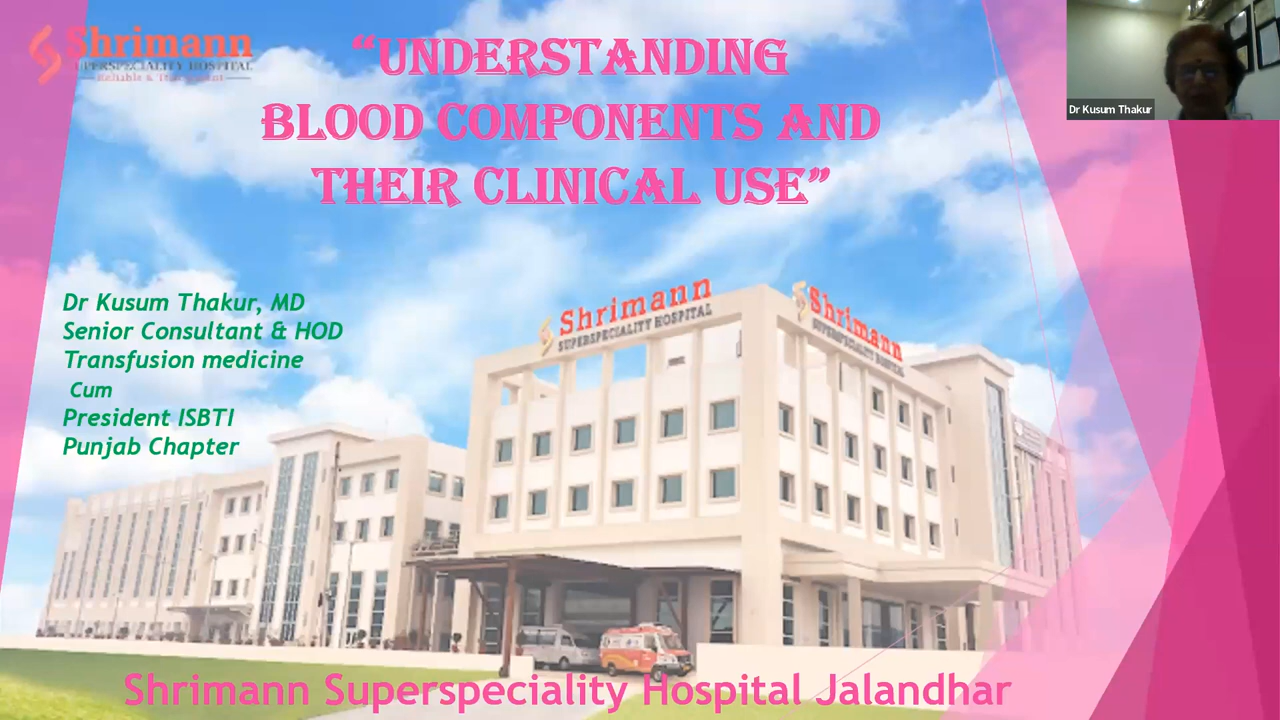 Shrimann
SUPERSPECIALITY HOSPITAL
“UNDERSTANDING
BLOOD COMPONENTS AND
THEIR CLINICAL USE”
Dr Kusum Thakur
Dr Kusum Thakur, MD
Senior Consultant & HOD
Transfusion medicine
Cum
President ISBTI
Punjab Chapter
Shrimann
SUPERSPECIALITY HOSPITAL
Shrimann
SUPERSPECIALITY HOSPITAL
Shrimann Superspeciality Hospital Jalandhar